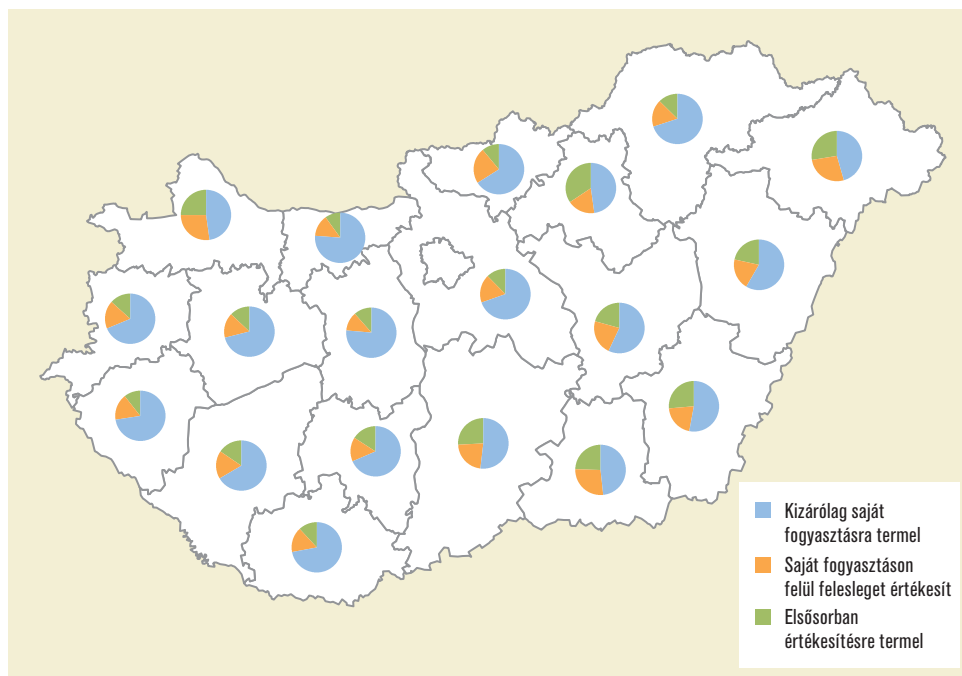 Kizárólag saját
fogyasztásra termel
Saját fogyasztáson
felül felesleget értékesít
Elsősorban
értékesítésre termel